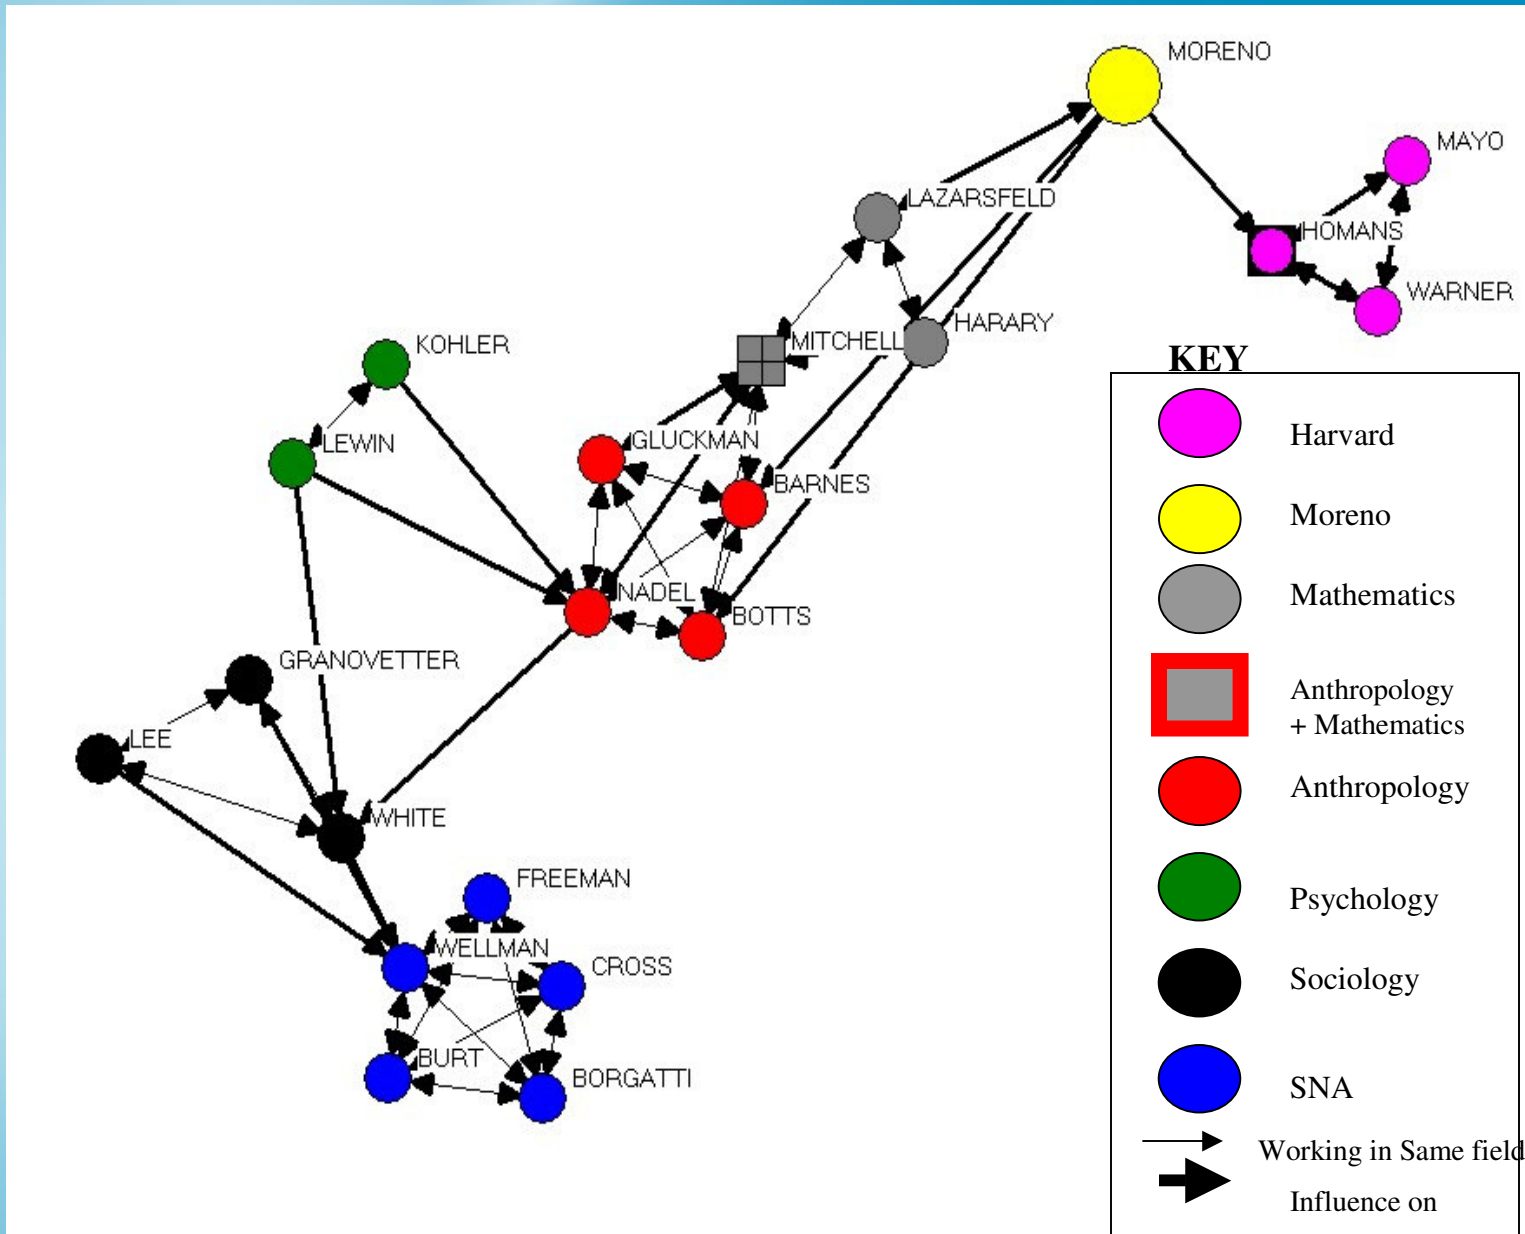 MORENO
MAYO
LAZARSFELD
HOMANS
WARNER
HARARY
MITCHELL
KOHLER
LEWIN
GLUCKMAN
BARNES
NADEL
BOTTS
GRANOVETTER
LEE
WHITE
FREEMAN
WELLMAN
CROSS
BURT
BORGATTI
KEY
Harvard
Moreno
Mathematics
Anthropology
+ Mathematics
Anthropology
Psychology
Sociology
SNA
Working in Same field
Influence on